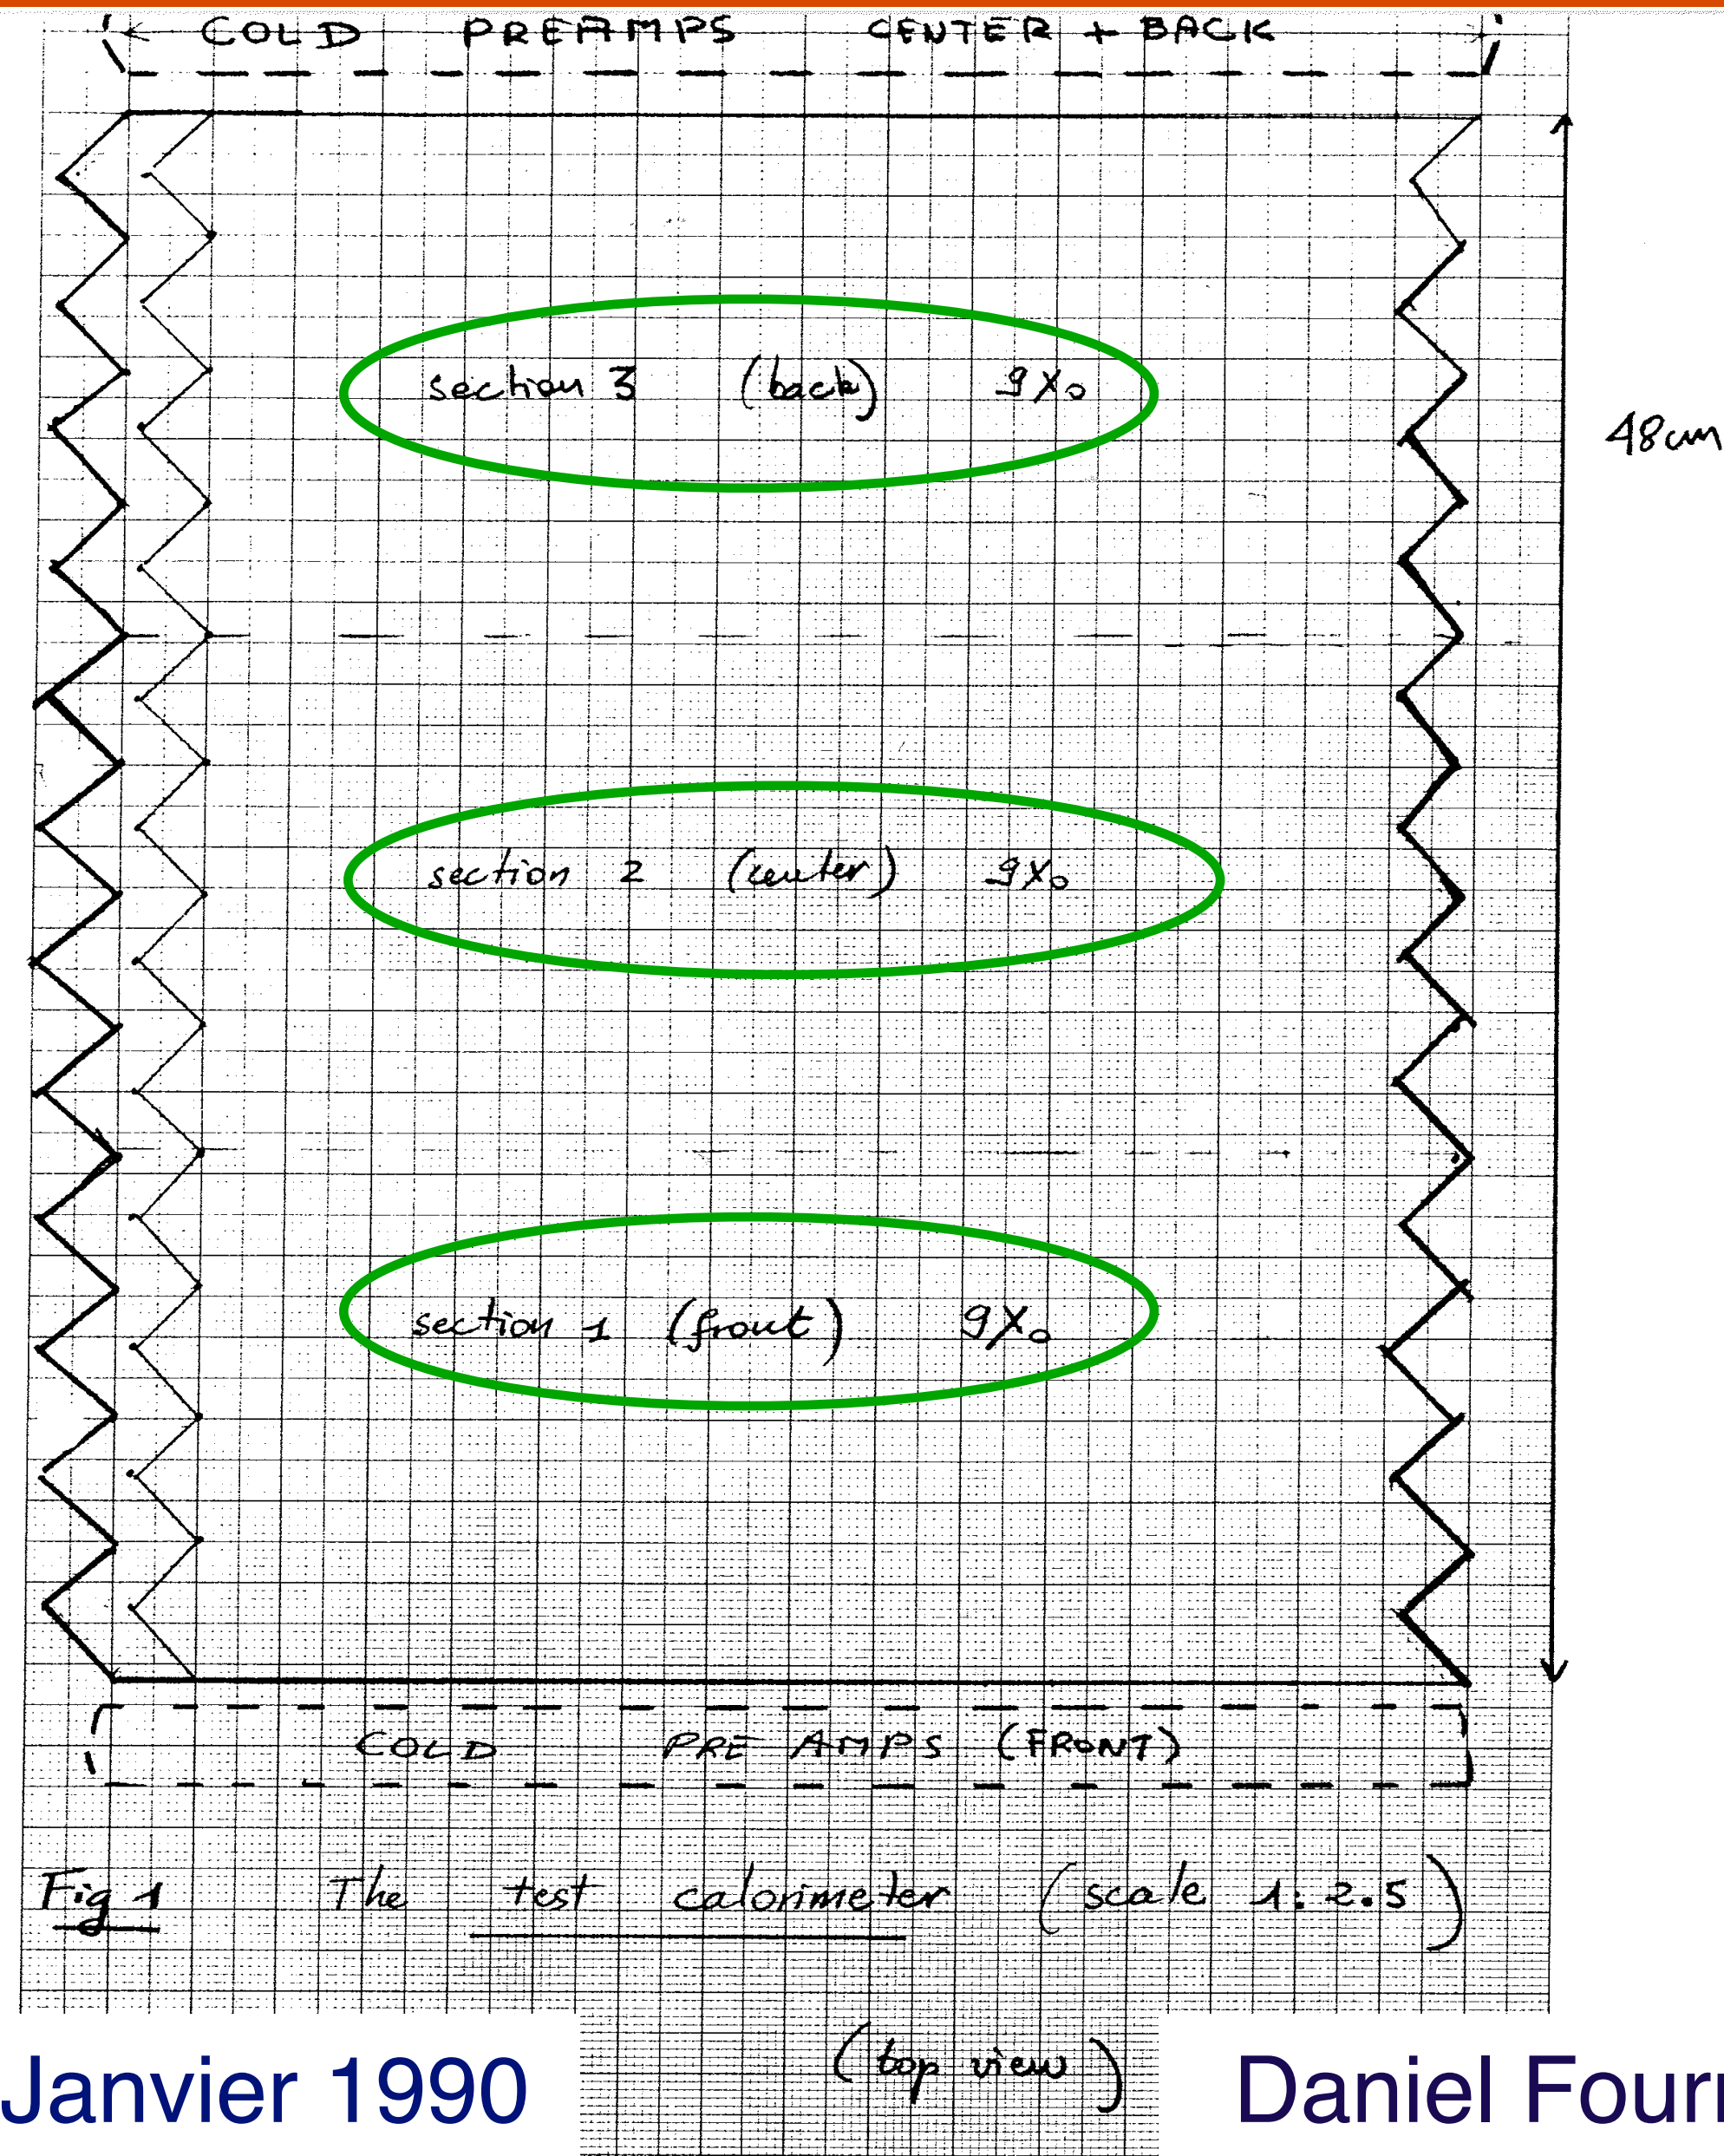 ← COLD PREAMPS CENTER + BACK →
section 3 (back) 9X₀
48cm
section 2 (center) 9X₀
section 1 (front) 9X₀
COLD PRE AMPS (FRONT)
Fig 1 The test calorimeter (scale 1:2.5)
(top view)
Janvier 1990
Daniel Fourn